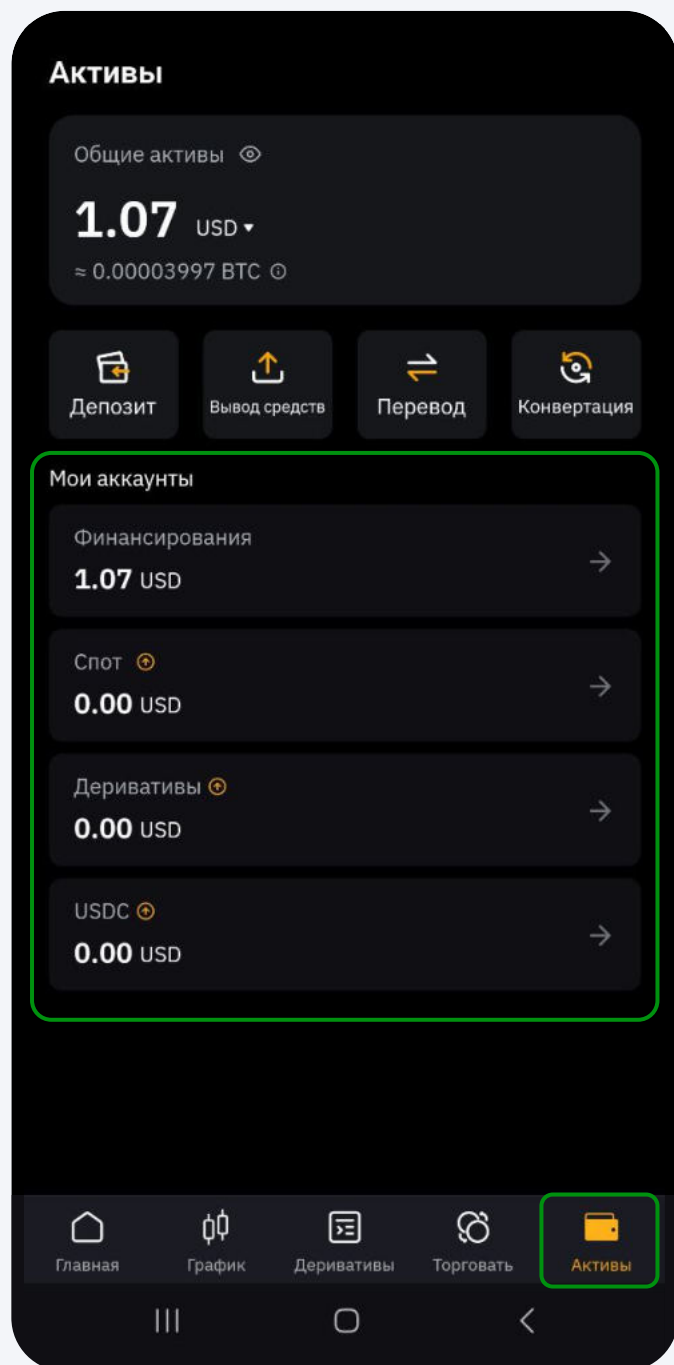 Активы
Общие активы
1.07 USD
≈ 0.00003997 BTC
Депозит
Вывод средств
Перевод
Конвертация
Мои аккаунты
Финансирования
1.07 USD
Спот
0.00 USD
Деривативы
0.00 USD
USDC
0.00 USD
Главная
График
Деривативы
Торговать
Активы